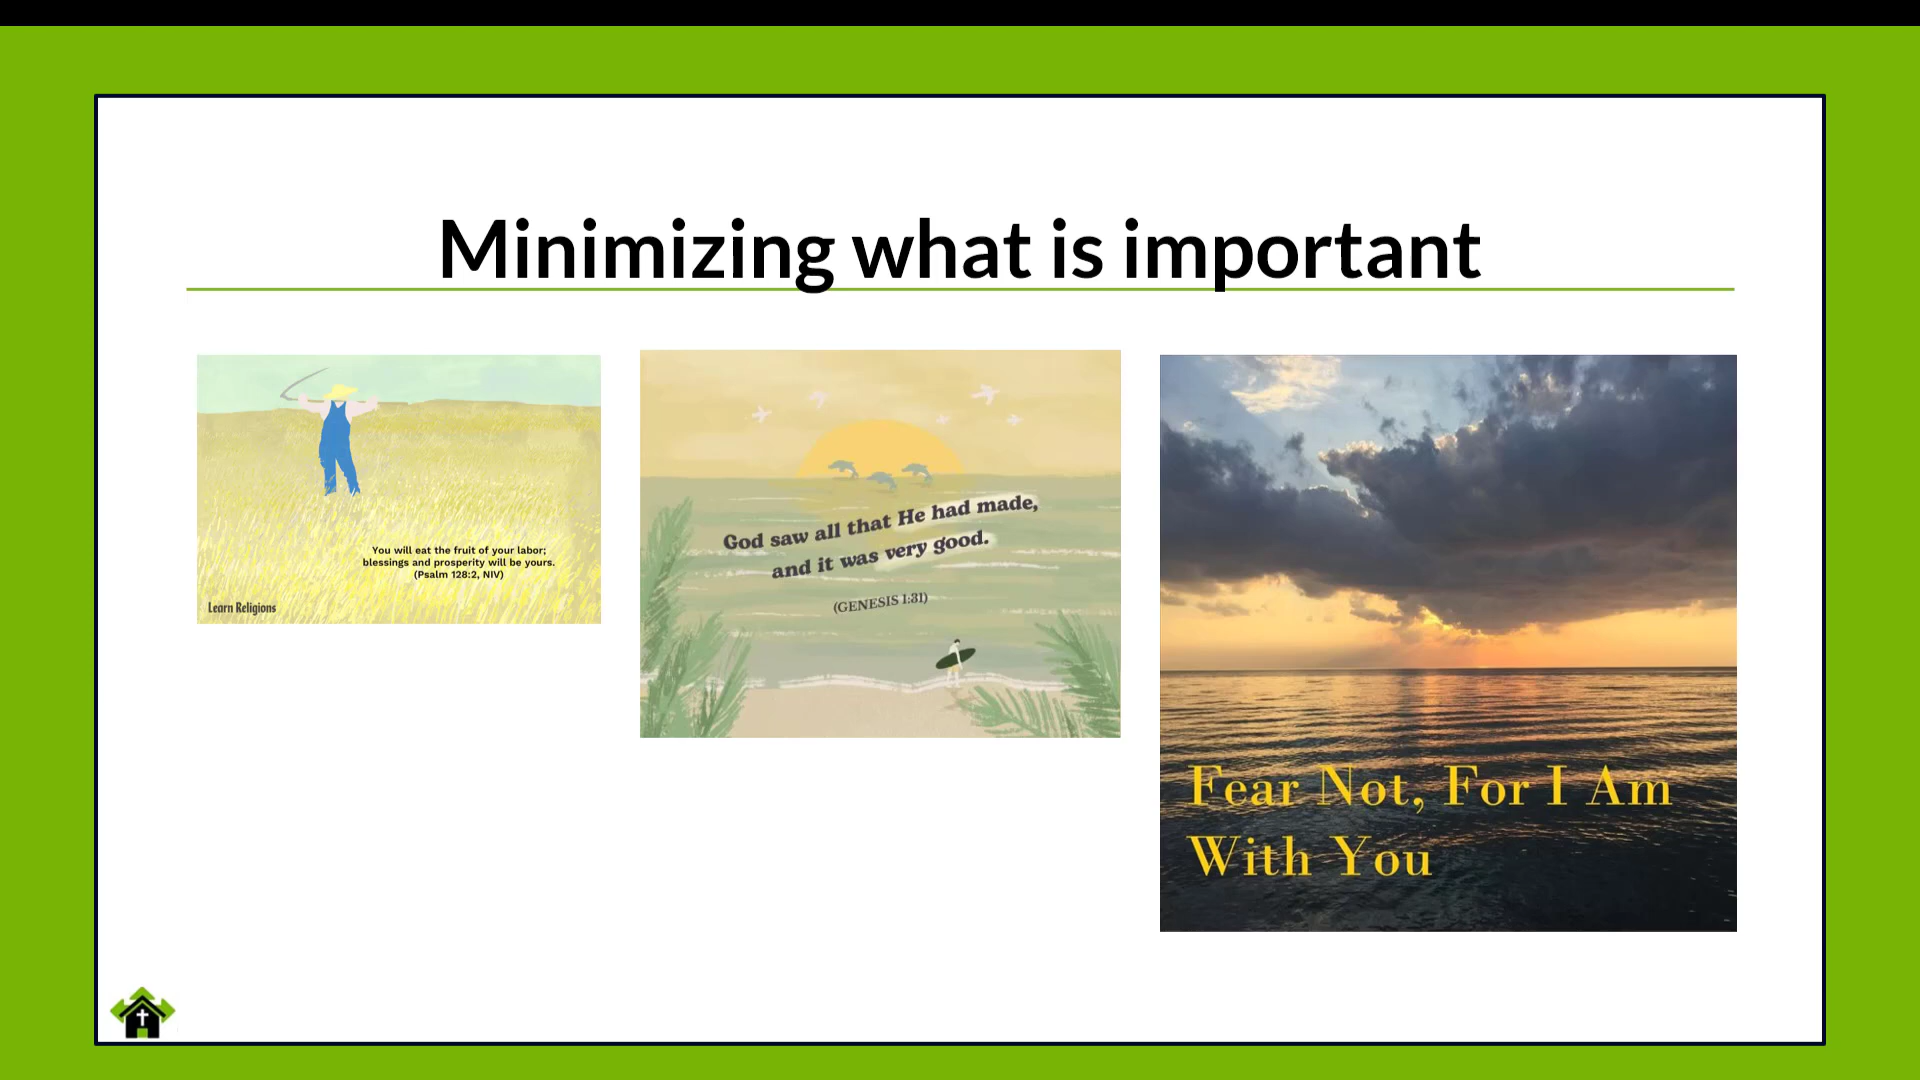 Minimizing what is important
You will eat the fruit of your labor;
blessings and prosperity will be yours.
(Psalm 128:2, NIV)
Learn Religions
God saw all that He had made,
and it was very good.
(GENESIS 1:31)
Fear Not, For I Am
With You